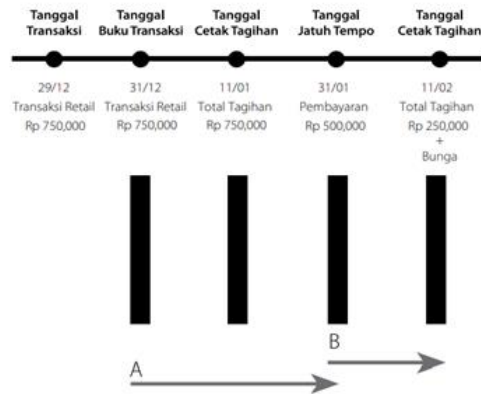 Tanggal
Transaksi
Tanggal
Buku Transaksi
Tanggal
Cetak Tagihan
Tanggal
Jatuh Tempo
Tanggal
Cetak Tagihan
29/12
Transaksi Retail
Rp 750,000
31/12
Transaksi Retail
Rp 750,000
11/01
Total Tagihan
Rp 750,000
31/01
Pembayaran
Rp 500,000
11/02
Total Tagihan
Rp 250,000
+
Bunga
B
A